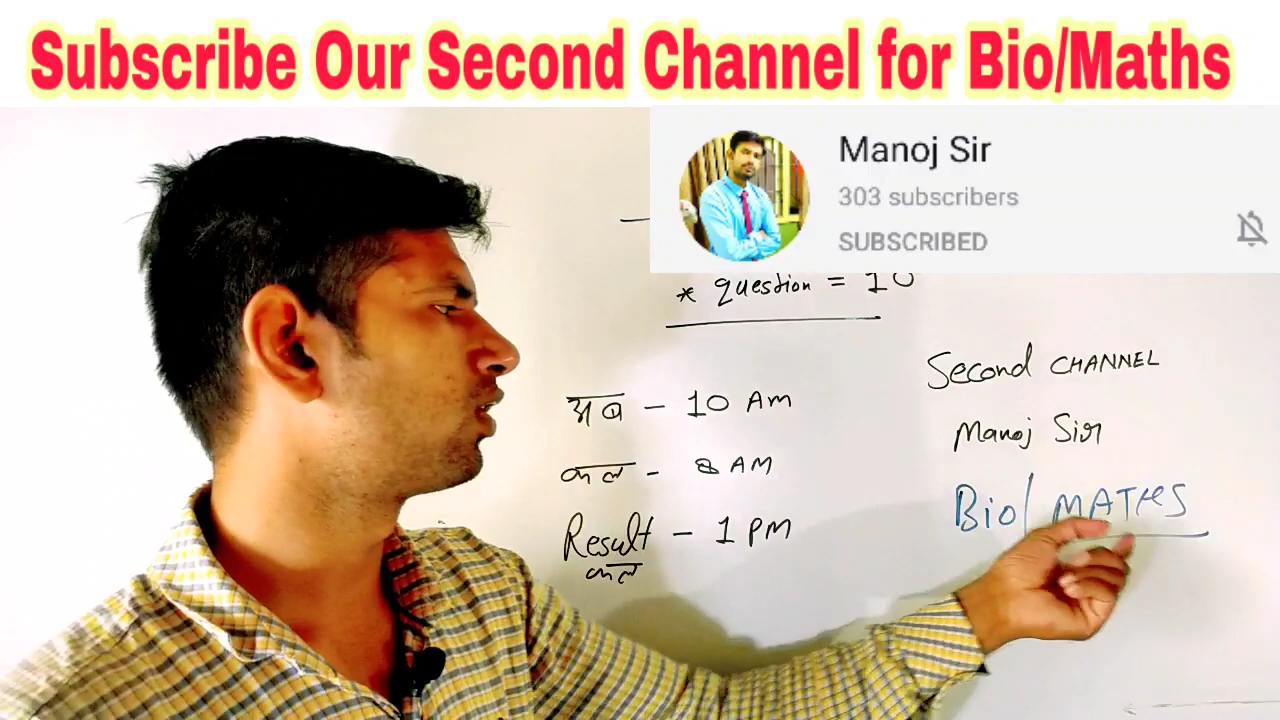 Subscribe Our Second Channel for Bio/Maths
Manoj Sir
303 subscribers
SUBSCRIBED
* question = 10
अब - 10 Am
कल - 8 AM
Result - 1 PM
कल
Second CHANNEL
Manoj Sir
Bio/MATHS